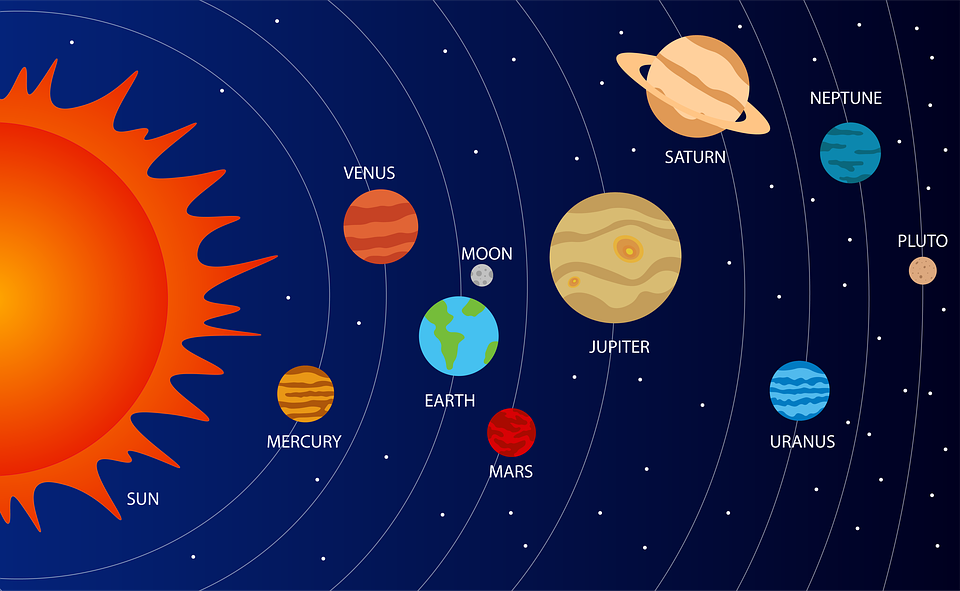 NEPTUNE
SATURN
VENUS
PLUTO
MOON
JUPITER
EARTH
MERCURY
URANUS
MARS
SUN